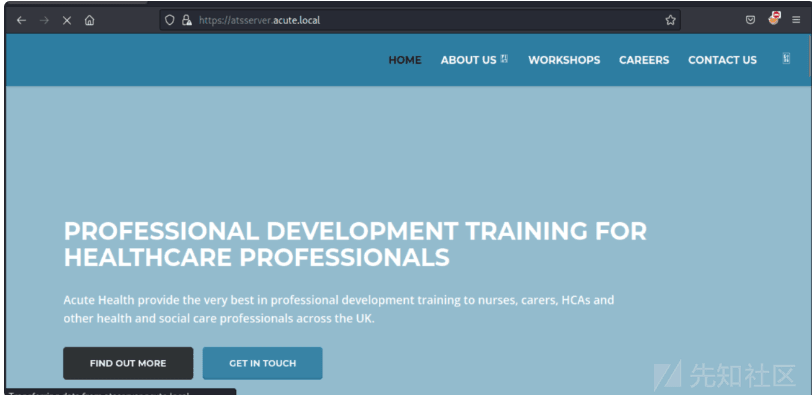 https://atsserver.acute.local
HOME ABOUT US WORKSHOPS CAREERS CONTACT US
PROFESSIONAL DEVELOPMENT TRAINING FOR
HEALTHCARE PROFESSIONALS
Acute Health provide the very best in professional development training to nurses, carers, HCAs and
other health and social care professionals across the UK.
FIND OUT MORE GET IN TOUCH
先知社区